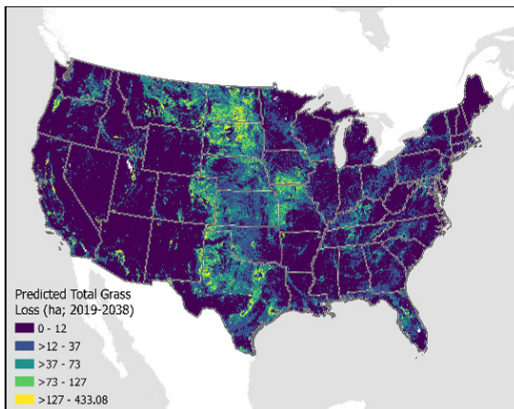 Predicted Total Grass
Loss (ha; 2019-2038)
0 - 12
>12 - 37
>37 - 73
>73 - 127
>127 - 433.08